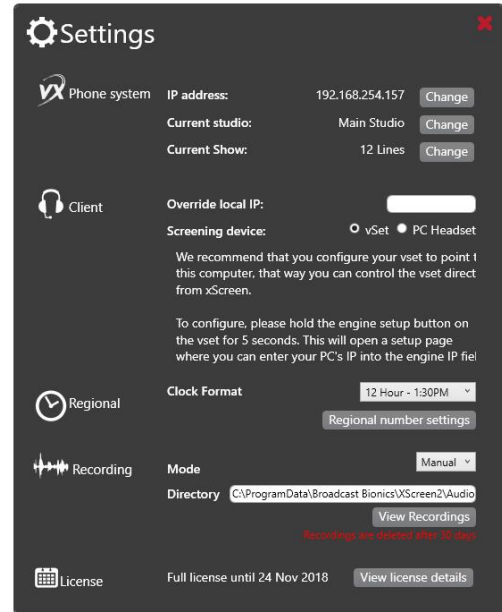 Settings
VX Phone system IP address: 192.168.254.157 Change
Current studio: Main Studio Change
Current Show: 12 Lines Change
Client Override local IP:
Screening device: vSet PC Headset
We recommend that you configure your vset to point t
this computer, that way you can control the vset direct
from xScreen.
To configure, please hold the engine setup button on
the vset for 5 seconds. This will open a setup page
where you can enter your PC's IP into the engine IP fiel
Regional Clock Format 12 Hour - 1:30PM
Regional number settings
Recording Mode Manual
Directory C:\ProgramData\Broadcast Bionics\XScreen2\Audio
View Recordings
Recordings are deleted after 30 days
License Full license until 24 Nov 2018 View license details